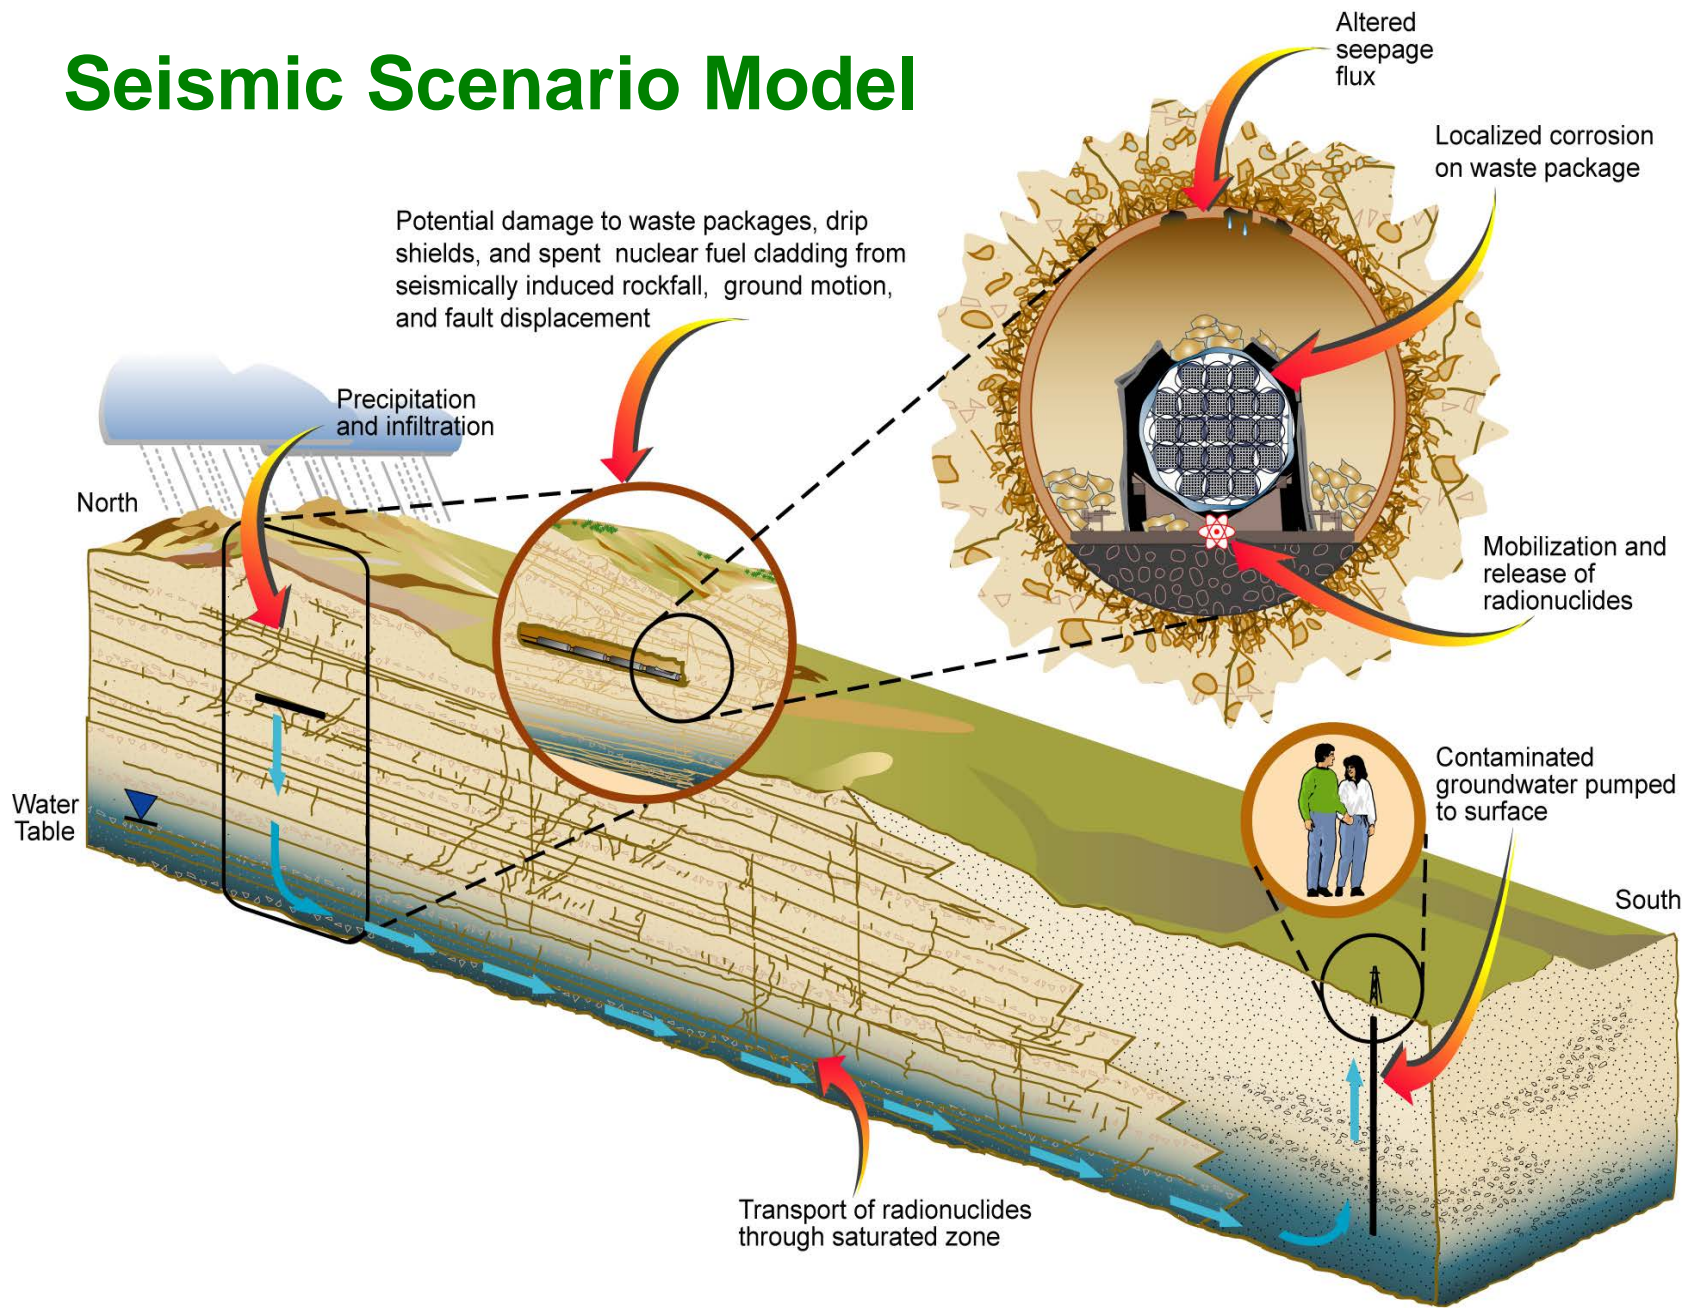 Seismic Scenario Model
Altered
seepage
flux
Localized corrosion
on waste package
Potential damage to waste packages, drip
shields, and spent nuclear fuel cladding from
seismically induced rockfall, ground motion,
and fault displacement
Precipitation
and infiltration
North
Mobilization and
release of
radionuclides
Contaminated
groundwater pumped
to surface
Water
Table
South
Transport of radionuclides
through saturated zone